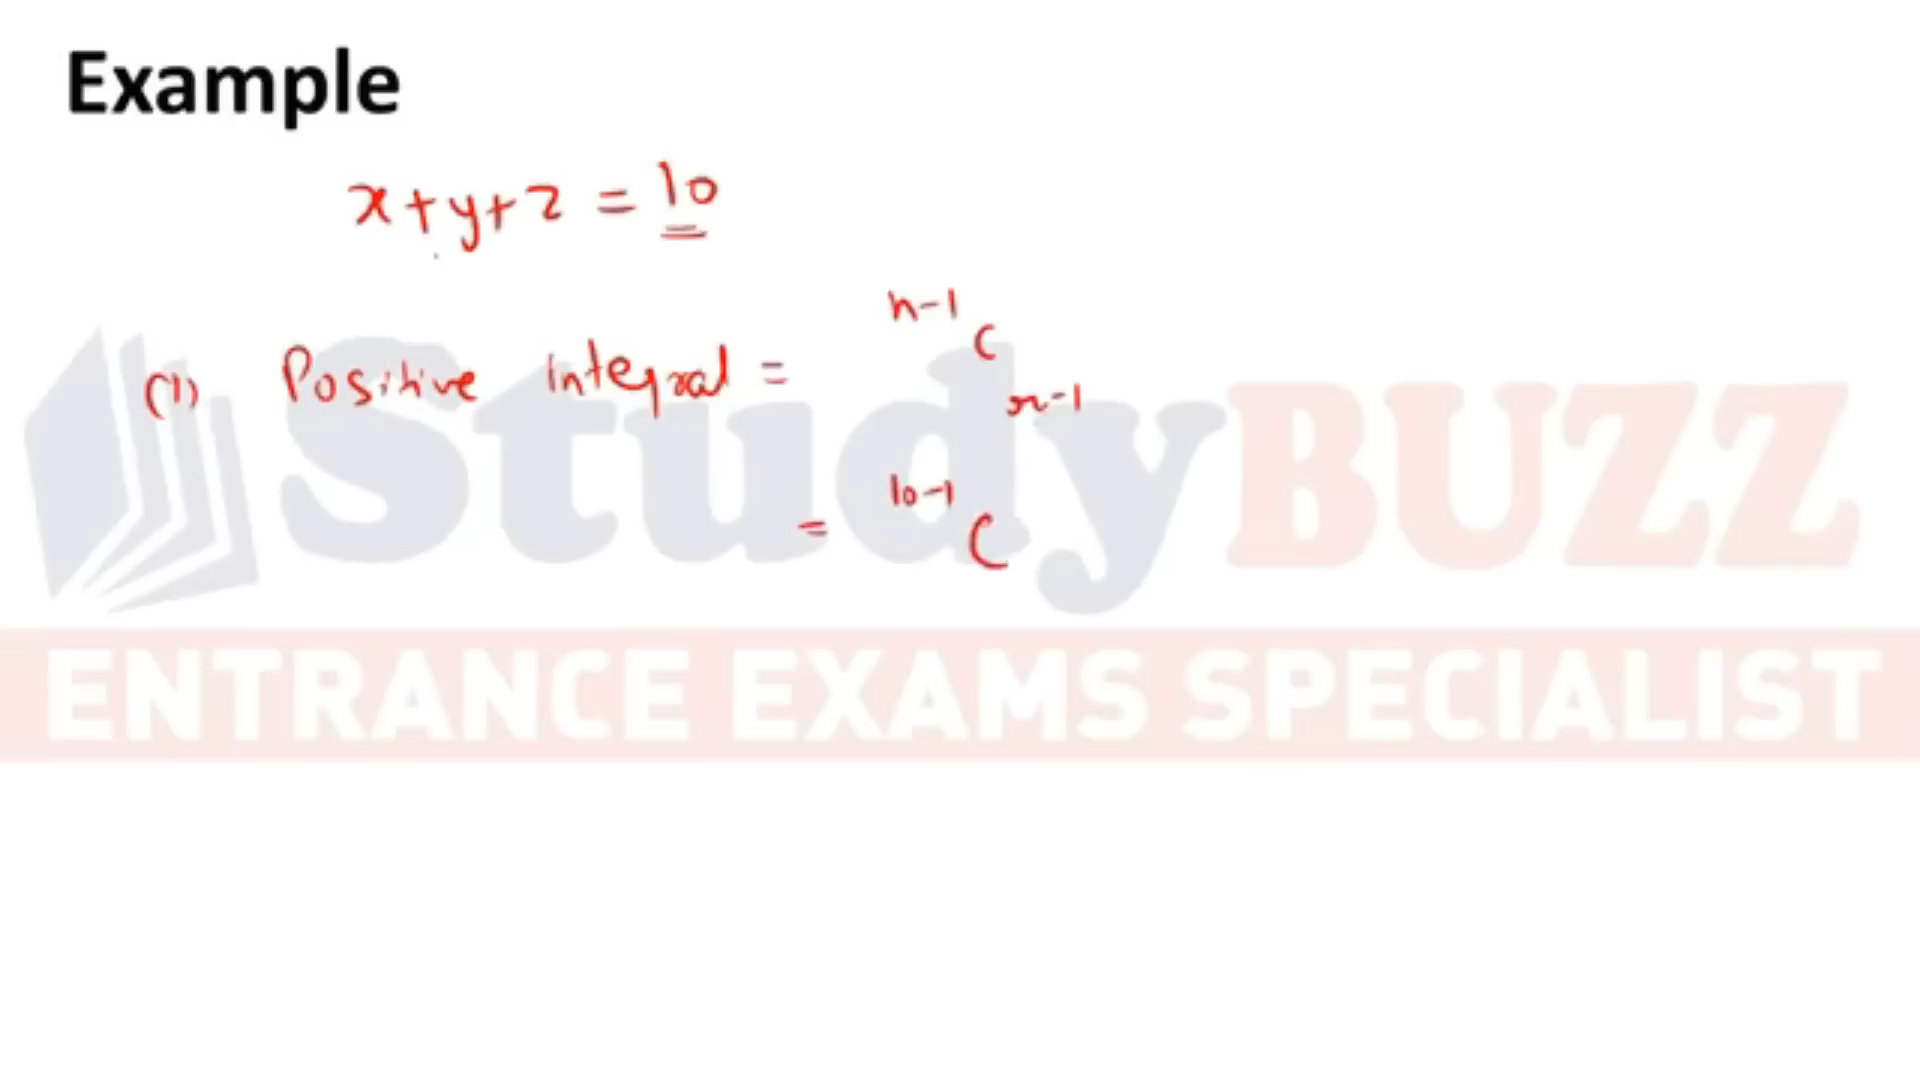 Example
x+y+z = 10
(1) Positive integral = n-1 C r-1
= 10-1 C
StudyBUZZ
ENTRANCE EXAMS SPECIALIST